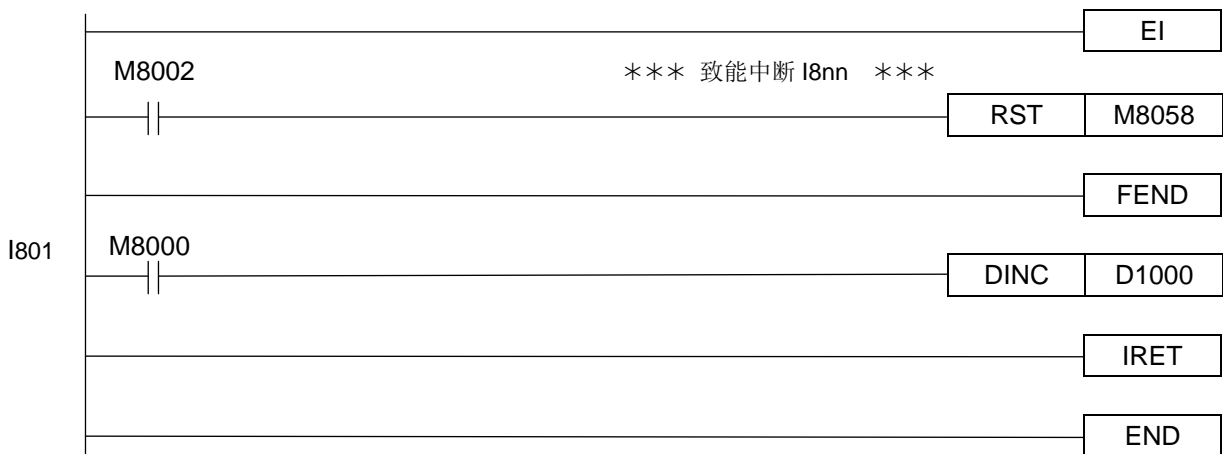 EI
M8002
＊＊＊ 致能中断 I8nn ＊＊＊
RST M8058
FEND
I801
M8000
DINC D1000
IRET
END